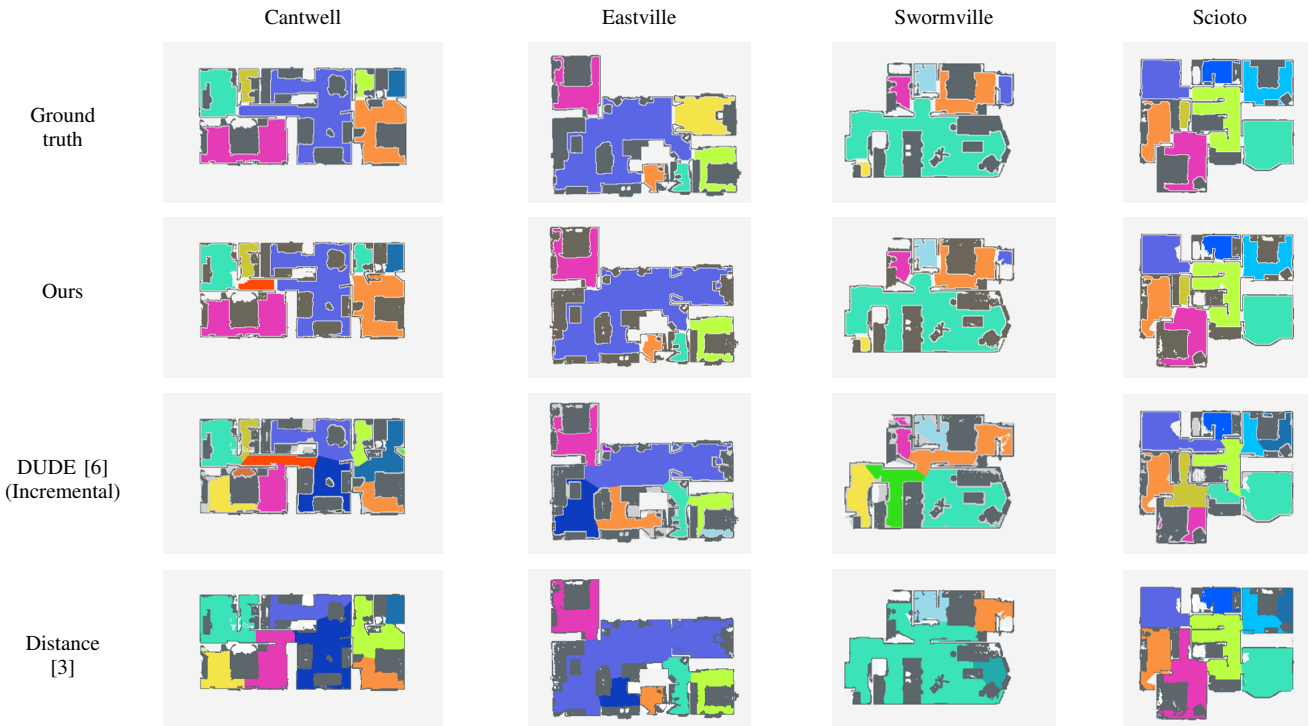 Cantwell
Eastville
Swormville
Scioto
Ground
truth
Ours
DUDE [6]
(Incremental)
Distance
[3]